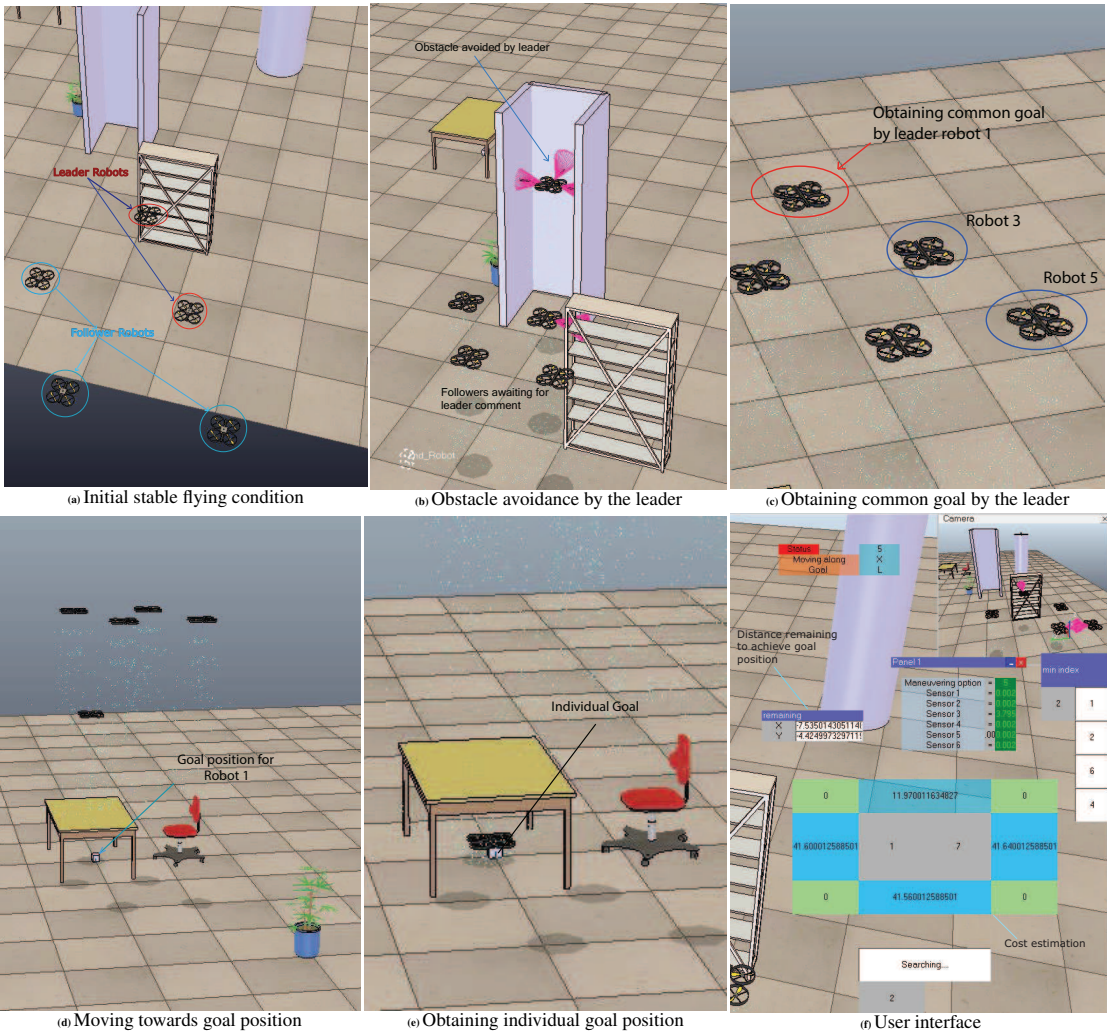 Leader Robots
Follower Robots
(a) Initial stable flying condition
Obstacle avoided by leader
Followers awaiting for
leader comment
(b) Obstacle avoidance by the leader
Obtaining common goal
by leader robot 1
Robot 3
Robot 5
(c) Obtaining common goal by the leader
Goal position for
Robot 1
(d) Moving towards goal position
Individual Goal
(e) Obtaining individual goal position
Camera
Status 5
Moving along X
Goal L
Distance remaining
to achieve goal
position
Panel 1
Maneuvering option =
Sensor 1 =
Sensor 2 =
Sensor 3 =
Sensor 4 =
Sensor 5
Sensor 6 =
min index
2
1
2
6
4
remaining
X
Y
0 11.970011634827 0
41.600012588501 1 7 41.640012588501
0 41.560012588501 0
Cost estimation
Searching...
2
(f) User interface